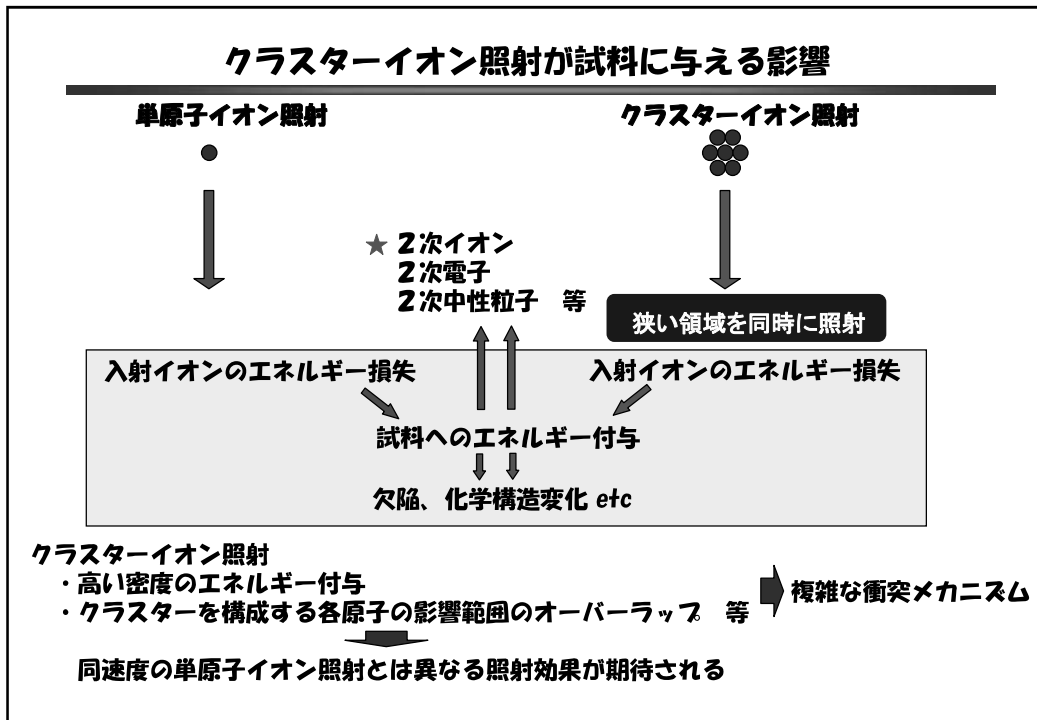 クラスターイオン照射が試料に与える影響
単原子イオン照射
クラスターイオン照射
★ 2次イオン
2次電子
2次中性粒子 等
狭い領域を同時に照射
入射イオンのエネルギー損失
入射イオンのエネルギー損失
試料へのエネルギー付与
欠陥、化学構造変化 etc
クラスターイオン照射
・高い密度のエネルギー付与
・クラスターを構成する各原子の影響範囲のオーバーラップ 等
複雑な衝突メカニズム
同速度の単原子イオン照射とは異なる照射効果が期待される